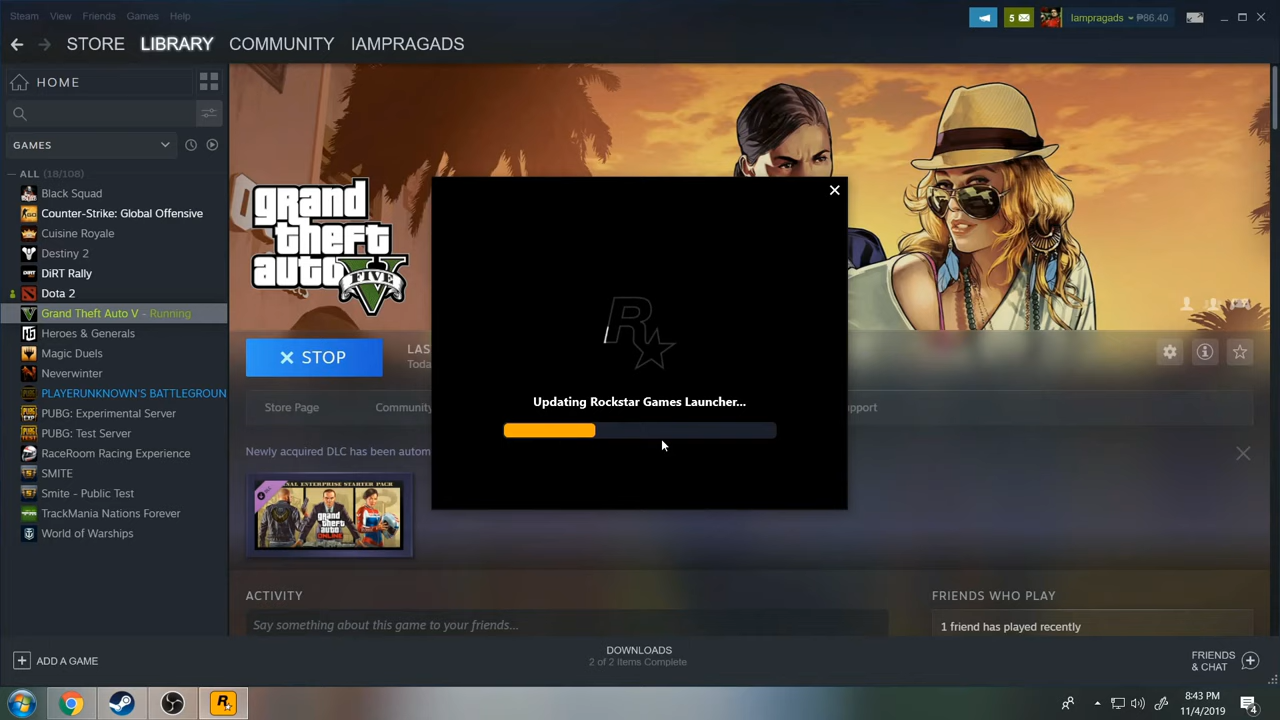 Steam View Friends Games Help
5
Iampragads ₱86.40
STORE LIBRARY COMMUNITY IAMPRAGADS
HOME
GAMES
ALL (18/108)
Black Squad
Counter-Strike: Global Offensive
Cuisine Royale
Destiny 2
DiRT Rally
Dota 2
Grand Theft Auto V - Running
Heroes & Generals
Magic Duels
Neverwinter
PLAYERUNKNOWN'S BATTLEGROUN
PUBG: Experimental Server
PUBG: Test Server
RaceRoom Racing Experience
SMITE
Smite - Public Test
TrackMania Nations Forever
World of Warships
grand
theft
auto V
FIVE
STOP
LAS
Toda
Store Page
Community
upport
Newly acquired DLC has been autom
Updating Rockstar Games Launcher...
ACTIVITY
Say something about this game to your friends...
FRIENDS WHO PLAY
1 friend has played recently
ADD A GAME
DOWNLOADS
2 of 2 Items Complete
FRIENDS
& CHAT
8:43 PM
11/4/2019
4